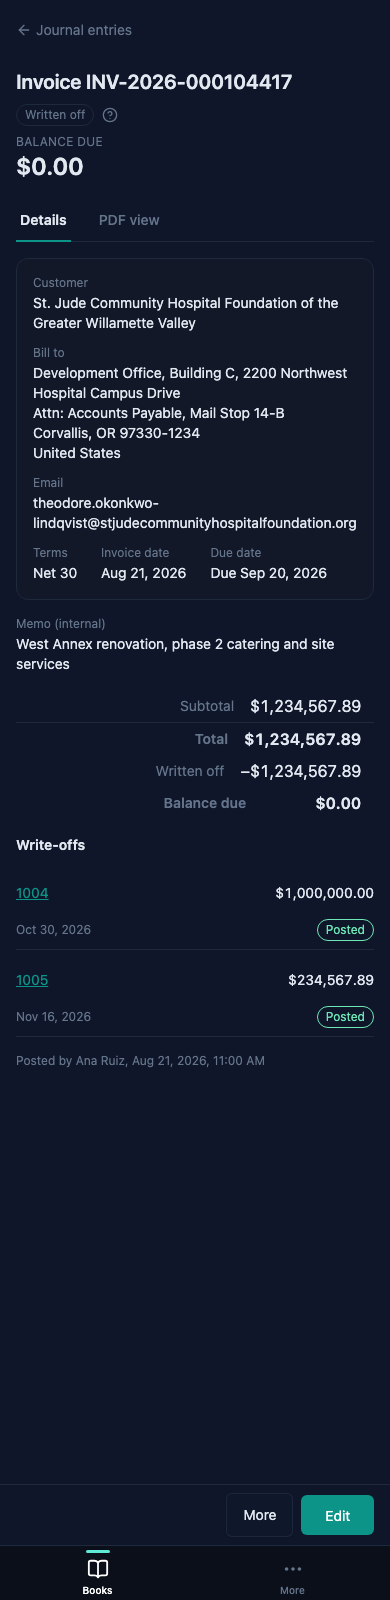 Journal entries
Invoice INV-2026-000104417
Written off
BALANCE DUE
$0.00
Details PDF view
Customer
St. Jude Community Hospital Foundation of the
Greater Willamette Valley
Bill to
Development Office, Building C, 2200 Northwest
Hospital Campus Drive
Attn: Accounts Payable, Mail Stop 14-B
Corvallis, OR 97330-1234
United States
Email
theodore.okonkwo-
lindqvist@stjudecommunityhospitalfoundation.org
Terms Invoice date Due date
Net 30 Aug 21, 2026 Due Sep 20, 2026
Memo (internal)
West Annex renovation, phase 2 catering and site
services
Subtotal $1,234,567.89
Total $1,234,567.89
Written off –$1,234,567.89
Balance due $0.00
Write-offs
1004 $1,000,000.00
Oct 30, 2026 Posted
1005 $234,567.89
Nov 16, 2026 Posted
Posted by Ana Ruiz, Aug 21, 2026, 11:00 AM
More Edit
Books More